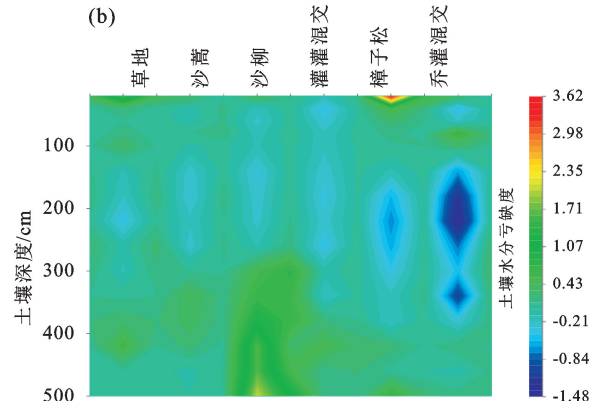 (b)
草地
沙蒿
沙柳
灌灌混交
樟子松
乔灌混交
土壤深度/cm
100
200
300
400
500
3.62
2.98
2.35
1.71
1.07
0.43
-0.21
-0.84
-1.48
土壤水分亏缺度